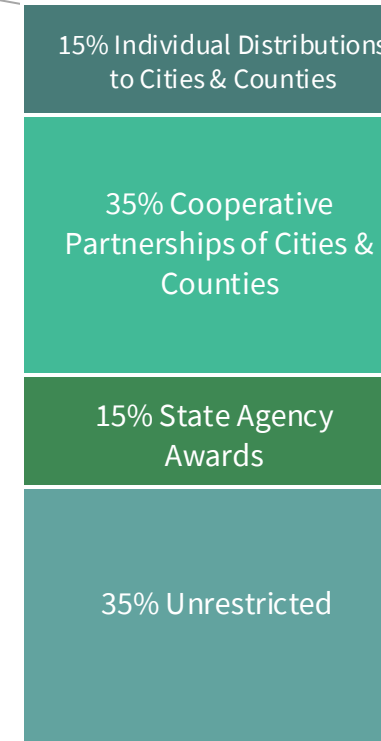 15% Individual Distributions
to Cities & Counties
35% Cooperative
Partnerships of Cities &
Counties
15% State Agency
Awards
35% Unrestricted